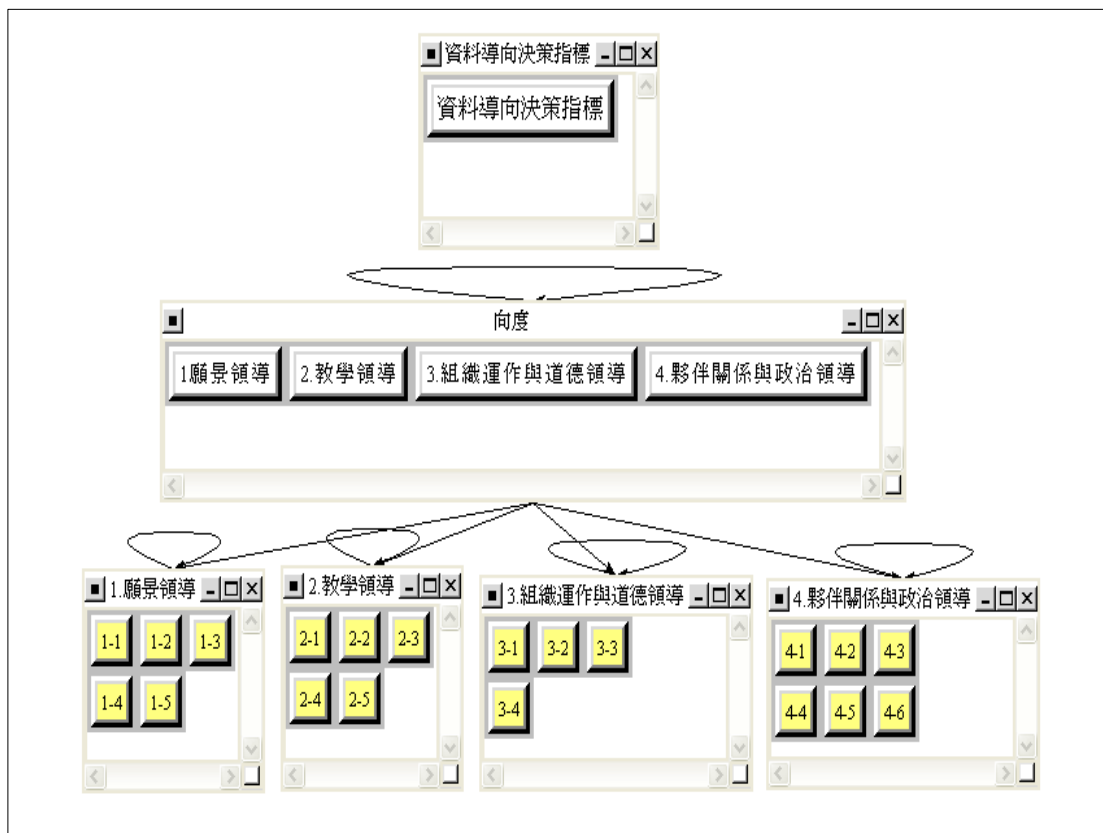 資料導向決策指標
資料導向決策指標
向度
1願景領導 2.教學領導 3.組織運作與道德領導 4.夥伴關係與政治領導
1.願景領導
1-1 1-2 1-3
1-4 1-5
2.教學領導
2-1 2-2 2-3
2-4 2-5
3.組織運作與道德領導
3-1 3-2 3-3
3-4
4.夥伴關係與政治領導
4-1 4-2 4-3
4-4 4-5 4-6